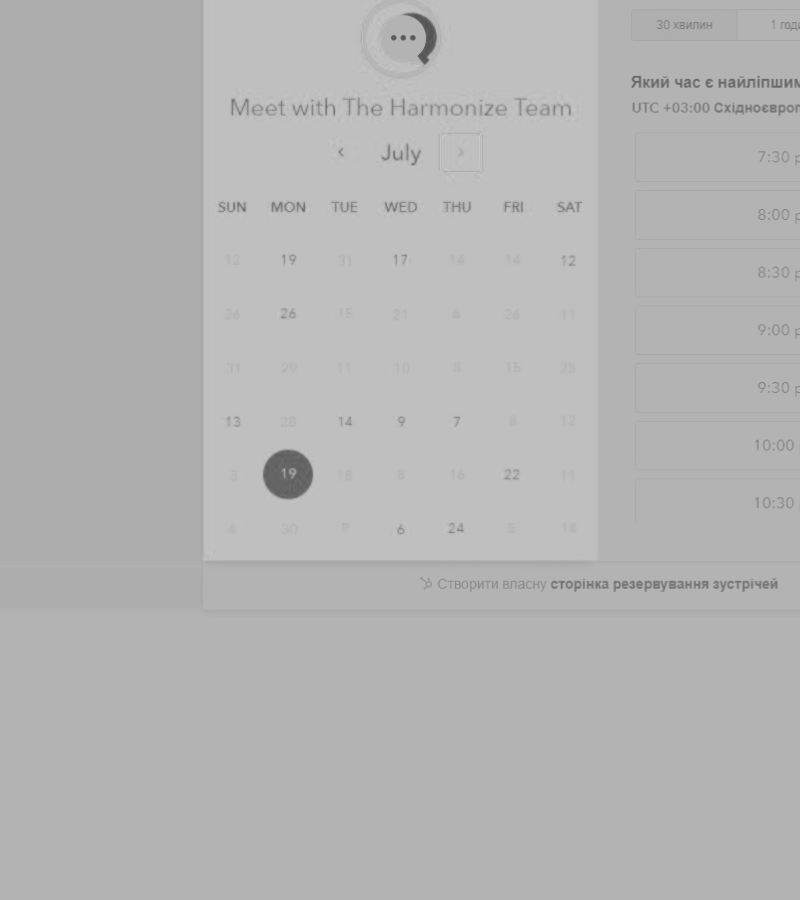 Meet with The Harmonize Team
July
SUN MON TUE WED THU FRI SAT
12 19 31 17 14 14 12
26 26 15 21 6 26 11
31 29 11 10 8 15
13 14 9 7 8 12
3 19 18 8 16 22 11
4 30 9 6 24 5 14
30 хвилин
1 год
Який час є найліпшим
UTC +03:00 Східноєвроп
7:30
8:00
8:30
9:00
9:30
10:00
10:30
Створити власну сторінка резервування зустрічей